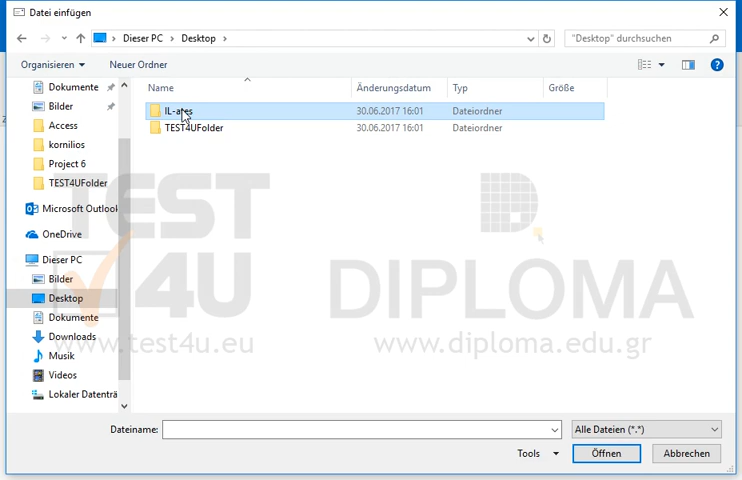 Datei einfügen
Dieser PC > Desktop >
"Desktop" durchsuchen
Organisieren
Neuer Ordner
Name
Änderungsdatum
Typ
Größe
Dokumente
Bilder
Access
kornilios
Project 6
TEST4UFolder
Microsoft Outlook
OneDrive
Dieser PC
Bilder
Desktop
Dokumente
Downloads
Musik
Videos
Lokaler Datenträ
30.06.2017 16:01
Dateiordner
TEST4UFolder
30.06.2017 16:01
Dateiordner
TEST
4U
www.test4u.eu
DIPLOMA
www.diploma.edu.gr
Dateiname:
Alle Dateien (*.*)
Tools
Öffnen
Abbrechen